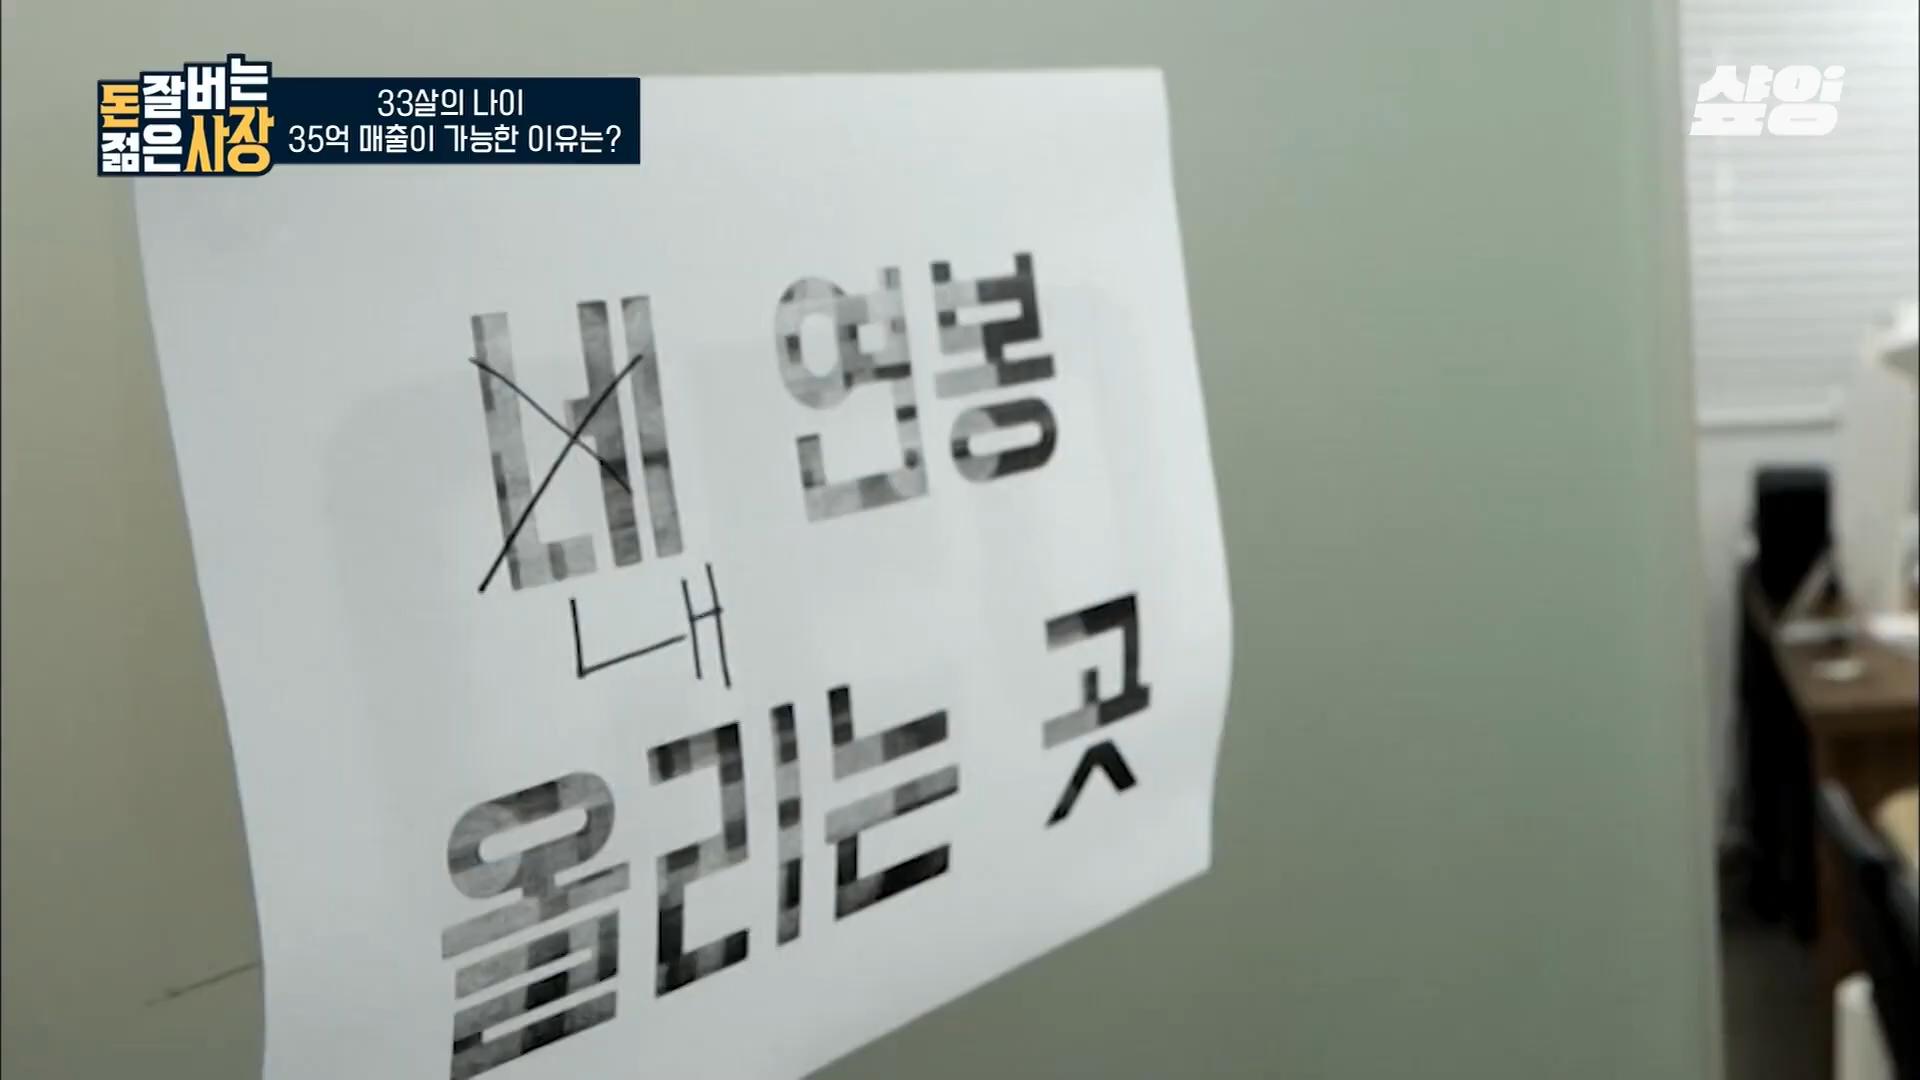 돈 잘 버는
젊은 사장
33살의 나이
35억 매출이 가능한 이유는?
샾잉
네 연봉
내
올리는 곳